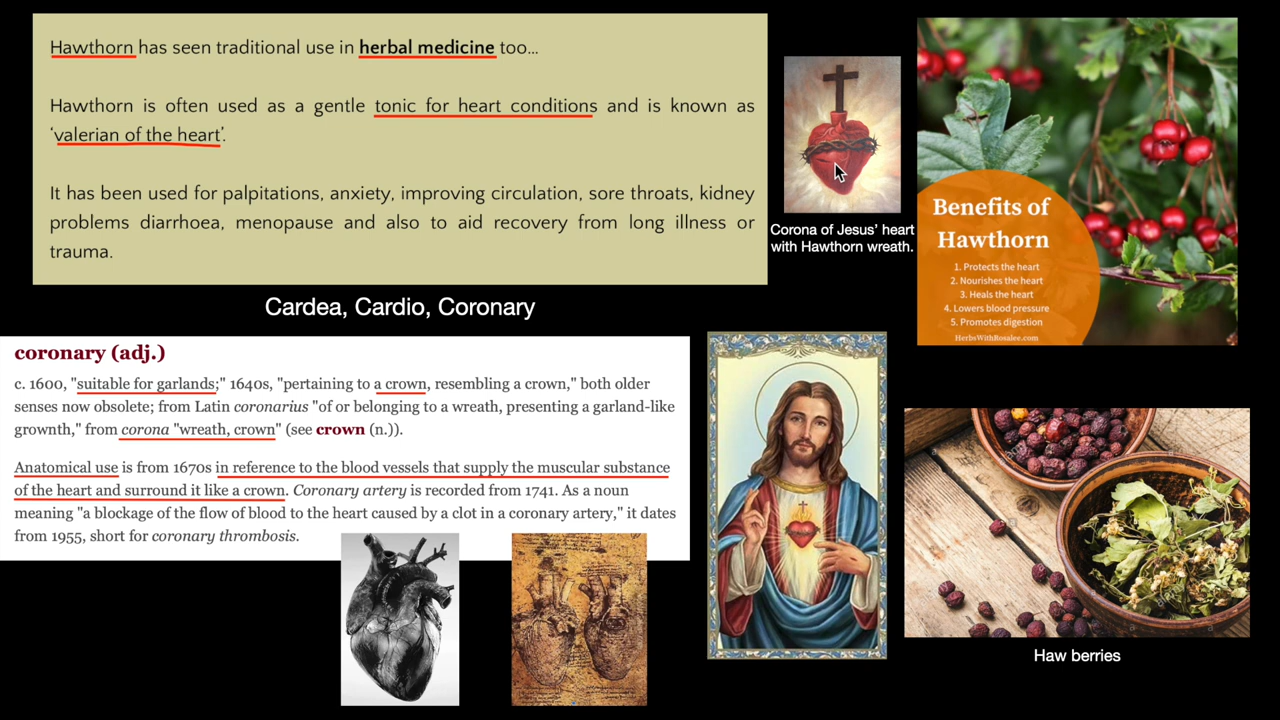 Hawthorn has seen traditional use in herbal medicine too...
Hawthorn is often used as a gentle tonic for heart conditions and is known as
‘valerian of the heart’.
It has been used for palpitations, anxiety, improving circulation, sore throats, kidney
problems diarrhoea, menopause and also to aid recovery from long illness or
trauma.
Corona of Jesus’ heart
with Hawthorn wreath.
Benefits of
Hawthorn
1. Protects the heart
2. Nourishes the heart
3. Heals the heart
4. Lowers blood pressure
5. Promotes digestion
HerbsWithRosalee.com
Cardea, Cardio, Coronary
coronary (adj.)
c. 1600, "suitable for garlands;" 1640s, "pertaining to a crown, resembling a crown," both older
senses now obsolete; from Latin coronarius "of or belonging to a wreath, presenting a garland-like
grownth," from corona "wreath, crown" (see crown (n.)).
Anatomical use is from 1670s in reference to the blood vessels that supply the muscular substance
of the heart and surround it like a crown. Coronary artery is recorded from 1741. As a noun
meaning "a blockage of the flow of blood to the heart caused by a clot in a coronary artery," it dates
from 1955, short for coronary thrombosis.
Haw berries